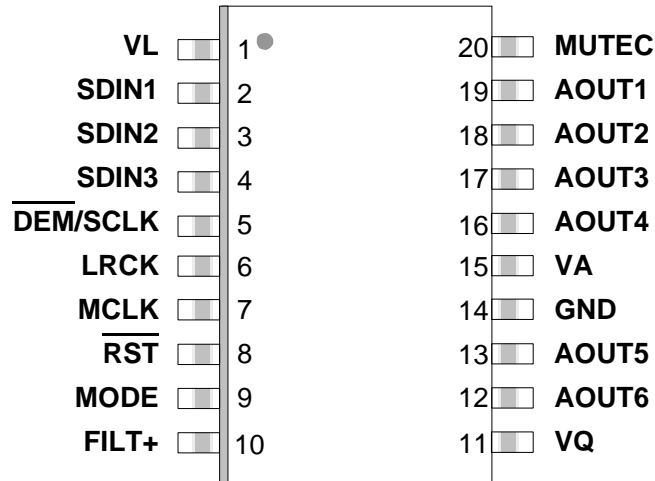 VL 1 20 MUTEC
SDIN1 2 19 AOUT1
SDIN2 3 18 AOUT2
SDIN3 4 17 AOUT3
DEM/SCLK 5 16 AOUT4
LRCK 6 15 VA
MCLK 7 14 GND
RST 8 13 AOUT5
MODE 9 12 AOUT6
FILT+ 10 11 VQ